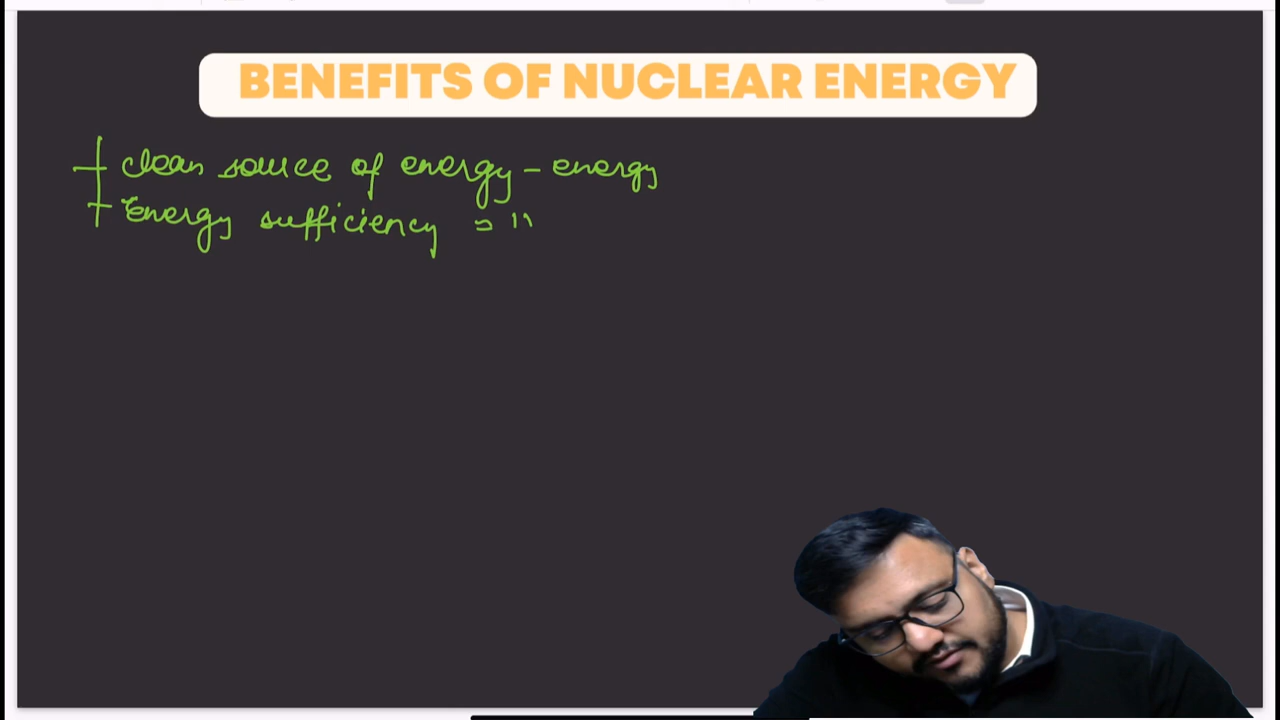 BENEFITS OF NUCLEAR ENERGY
clean source of energy - energy
Energy sufficiency